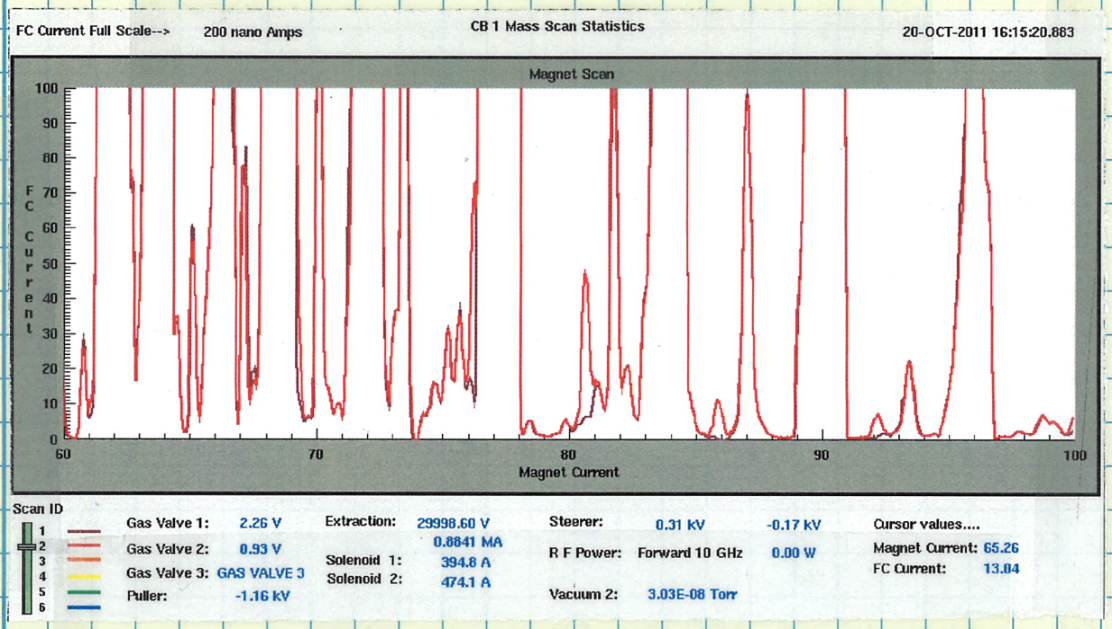 FC Current Full Scale--> 200 nano Amps CB 1 Mass Scan Statistics 20-OCT-2011 16:15:20.883
Magnet Scan
100
90
80
70
60
50
40
30
20
10
0
FC Current
60 70 80 90 100
Magnet Current
Scan ID
1
2
3
4
5
6
Gas Valve 1: 2.26 V
Gas Valve 2: 0.93 V
Gas Valve 3: GAS VALVE 3
Puller: -1.16 kV
Extraction: 29998.60 V
0.8841 MA
Solenoid 1: 394.8 A
Solenoid 2: 474.1 A
Steerer: 0.31 kV -0.17 kV
R F Power: Forward 10 GHz 0.00 W
Vacuum 2: 3.03E-08 Torr
Cursor values....
Magnet Current: 65.26
FC Current: 13.84